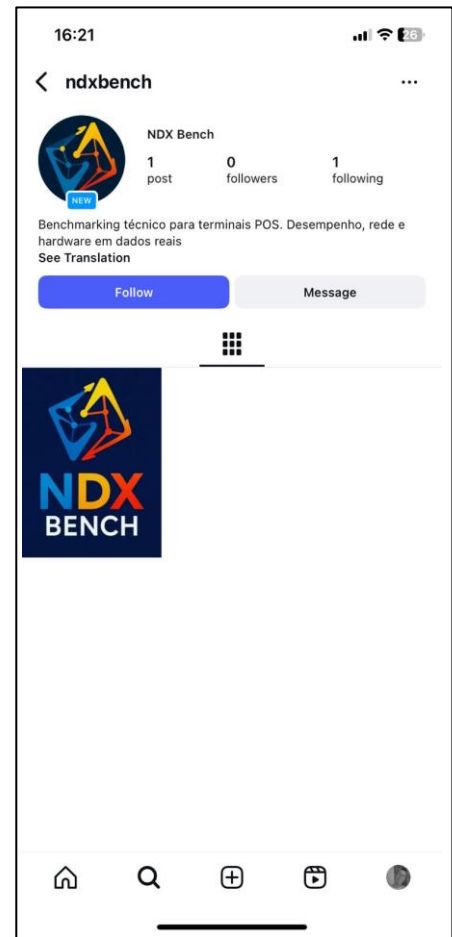 16:21
26
ndxbench
NDX Bench
1 0 1
post followers following
NEW
Benchmarking técnico para terminais POS. Desempenho, rede e
hardware em dados reais
See Translation
Follow Message
NDX
BENCH